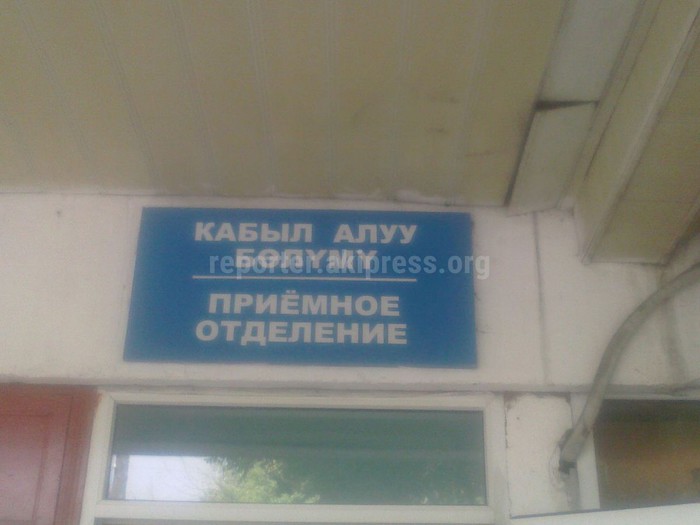 КАБЫЛ АЛУУ
БӨЛҮМҮ
reporter.akipress.org
ПРИЁМНОЕ
ОТДЕЛЕНИЕ